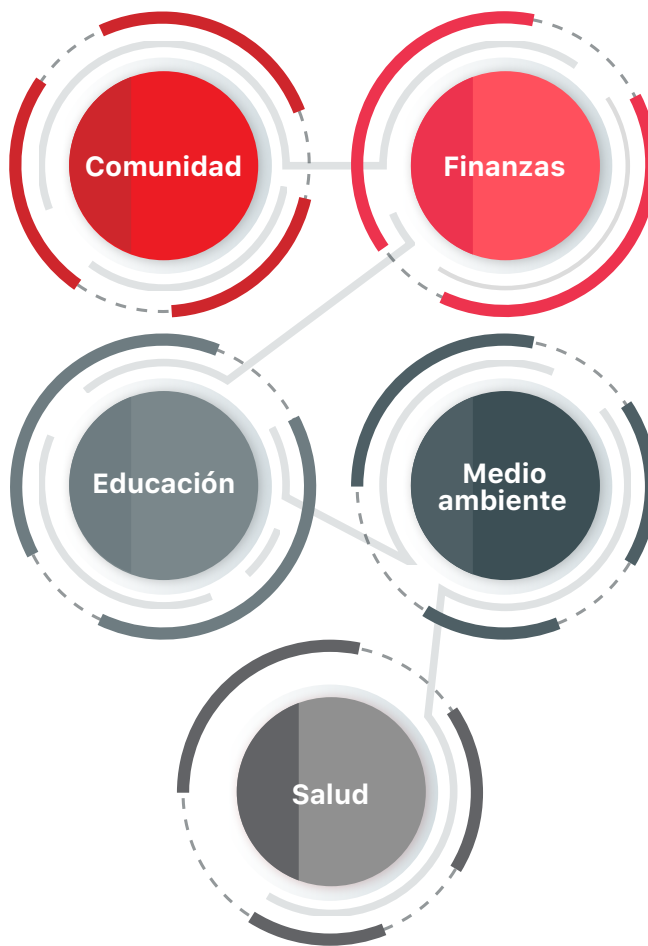 Comunidad
Finanzas
Educación
Medio
ambiente
Salud